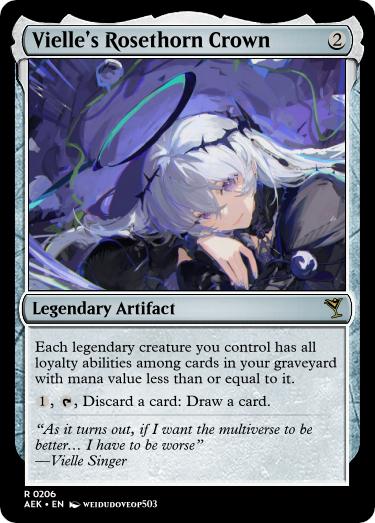 Vielle's Rosethorn Crown 2
Legendary Artifact
Each legendary creature you control has all
loyalty abilities among cards in your graveyard
with mana value less than or equal to it.
1, , Discard a card: Draw a card.
“As it turns out, if I want the multiverse to be
better... I have to be worse”
—Vielle Singer
R 0206
AEK • EN WEIDUDOVEOP503